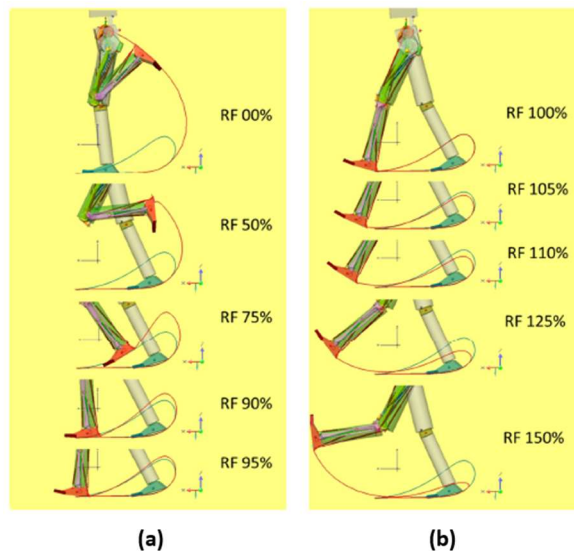 RF 00%
RF 50%
RF 75%
RF 90%
RF 95%
(a)
RF 100%
RF 105%
RF 110%
RF 125%
RF 150%
(b)